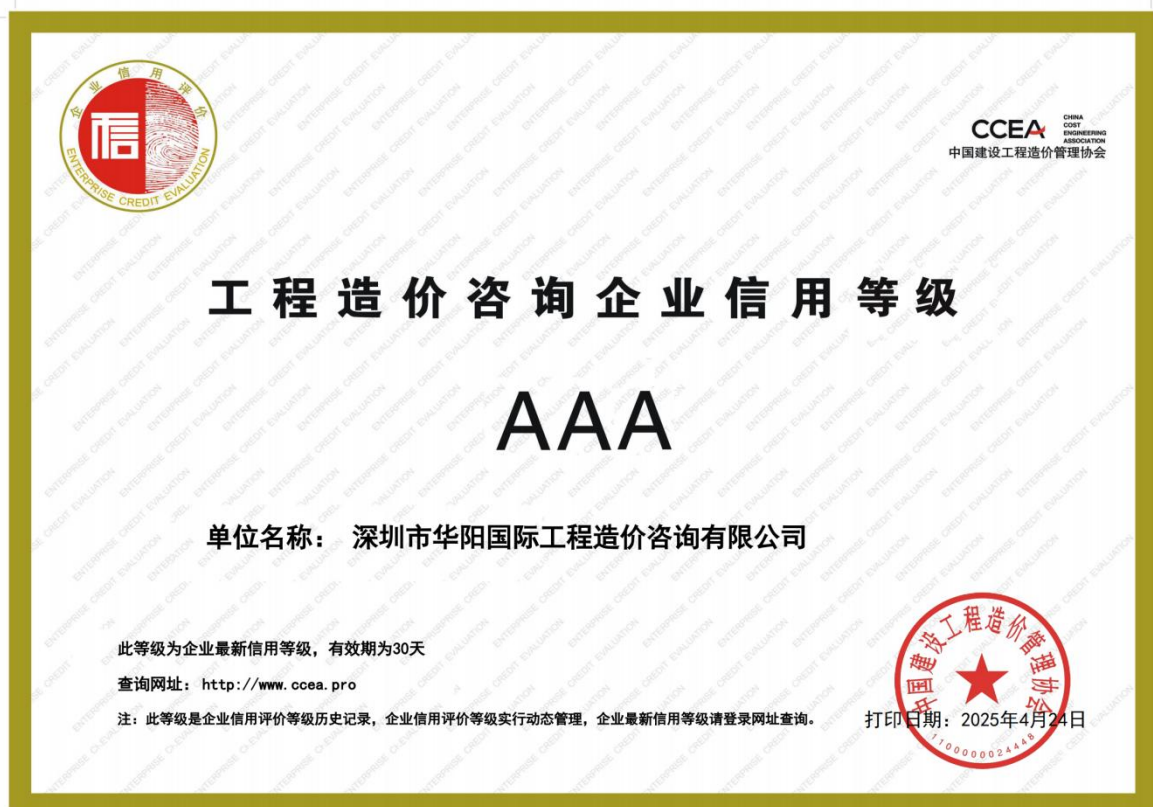 企业信用评价
信
ENTERPRISE CREDIT EVALUATION
CCEA
CHINA
COST
ENGINEERING
ASSOCIATION
中国建设工程造价管理协会
工程造价咨询企业信用等级
AAA
单位名称： 深圳市华阳国际工程造价咨询有限公司
此等级为企业最新信用等级，有效期为30天
查询网址：http://www.ccea.pro
注：此等级是企业信用评价等级历史记录，企业信用评价等级实行动态管理，企业最新信用等级请登录网址查询。
打印日期：2025年4月24日
中国建设工程造价管理协会
1100000024448